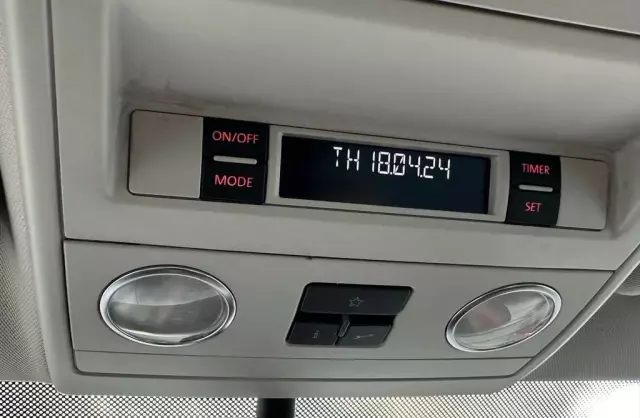 ON/OFF
MODE
TH 18.04.24
TIMER
SET